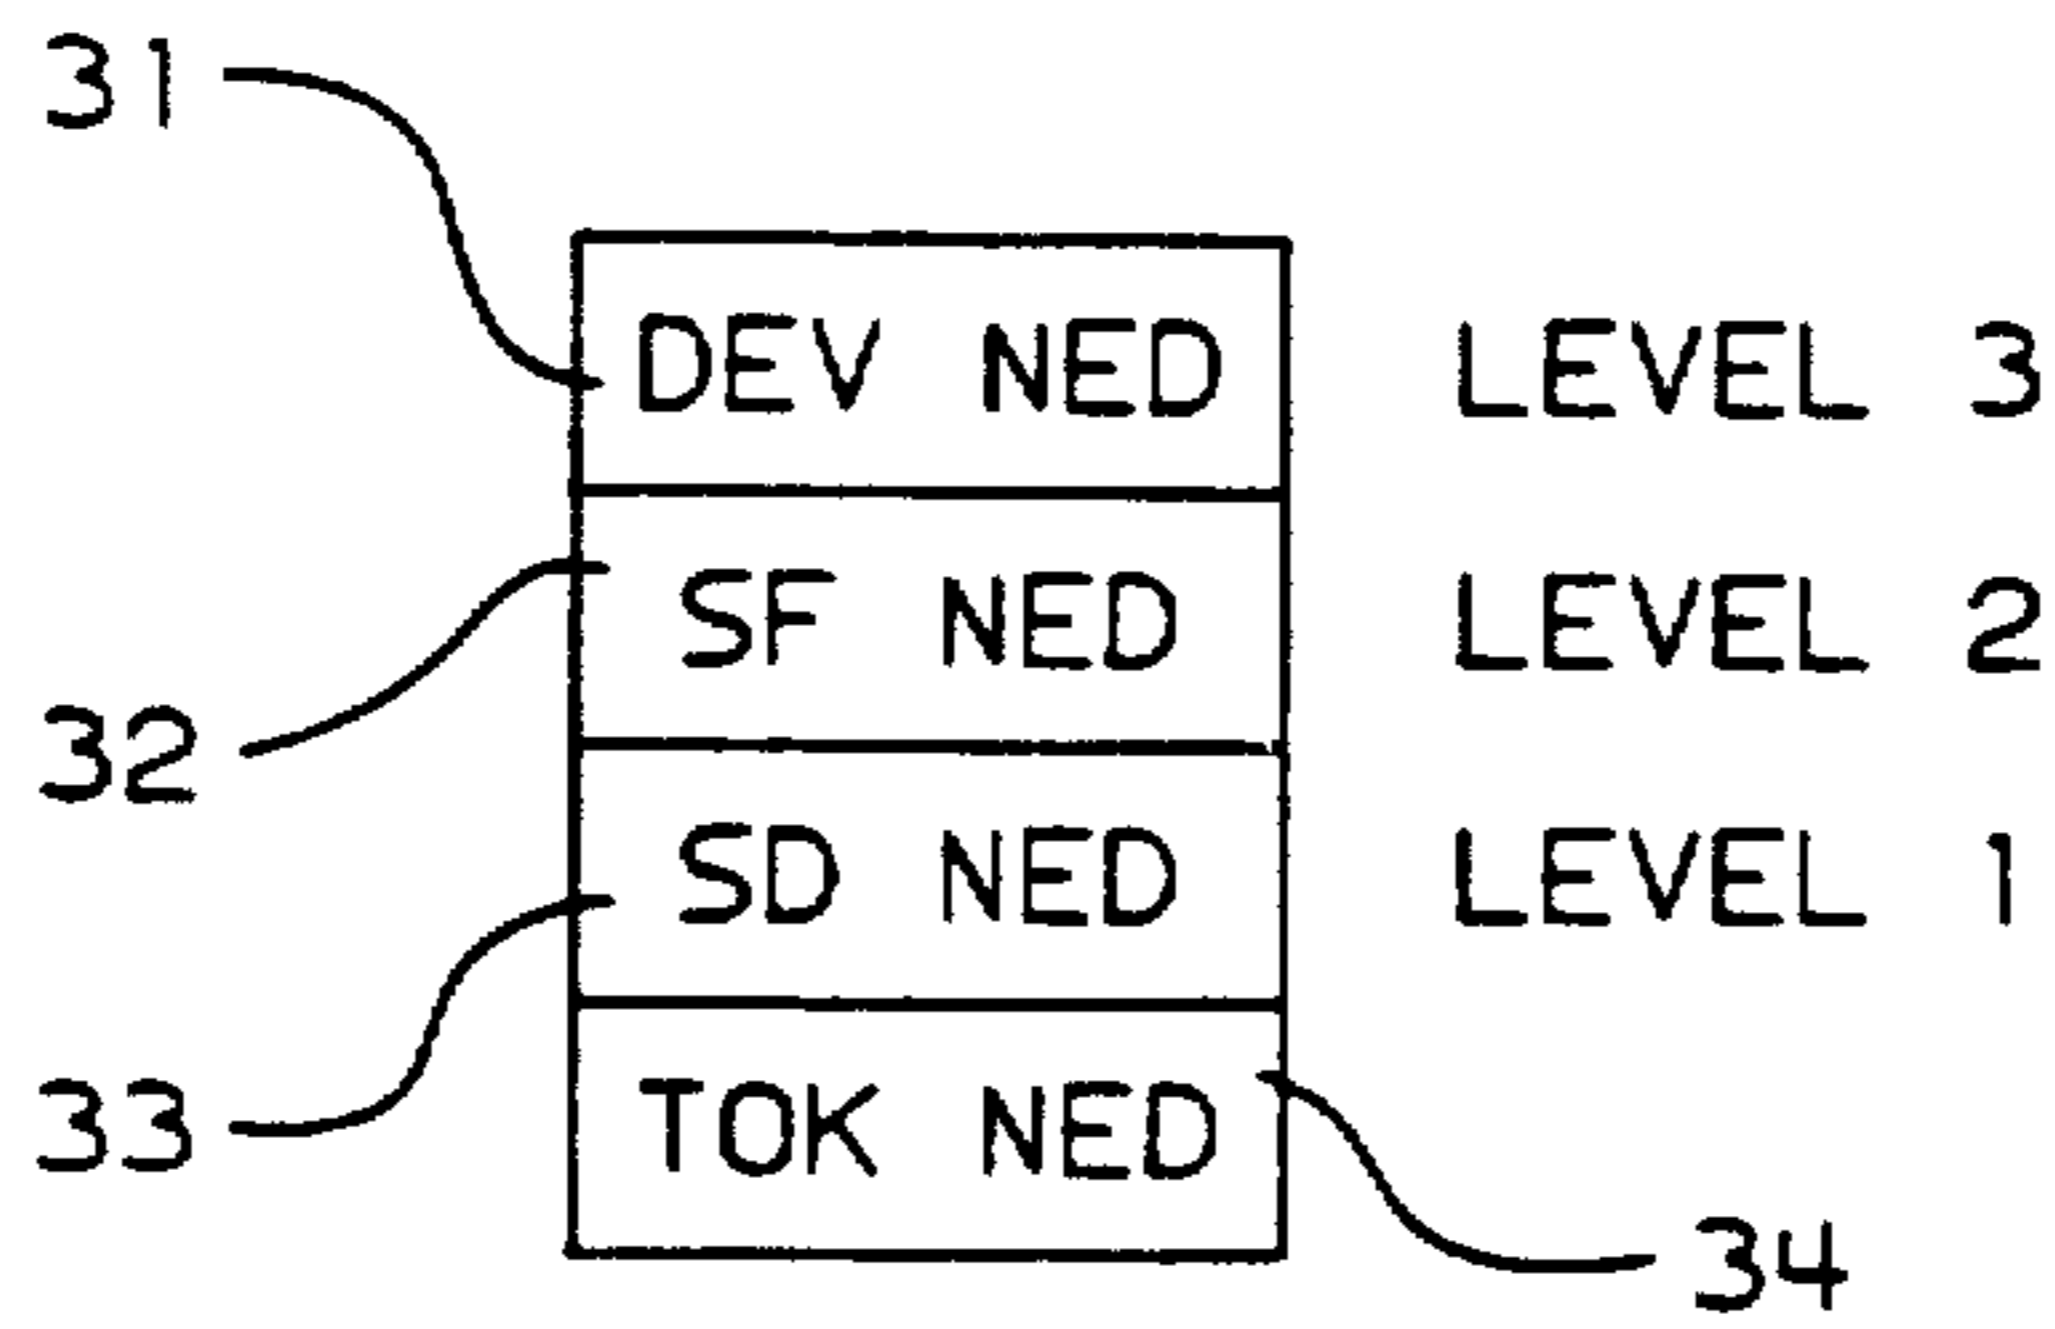 31
DEV NED LEVEL 3
SF NED LEVEL 2
32
SD NED LEVEL 1
33
TOK NED
34